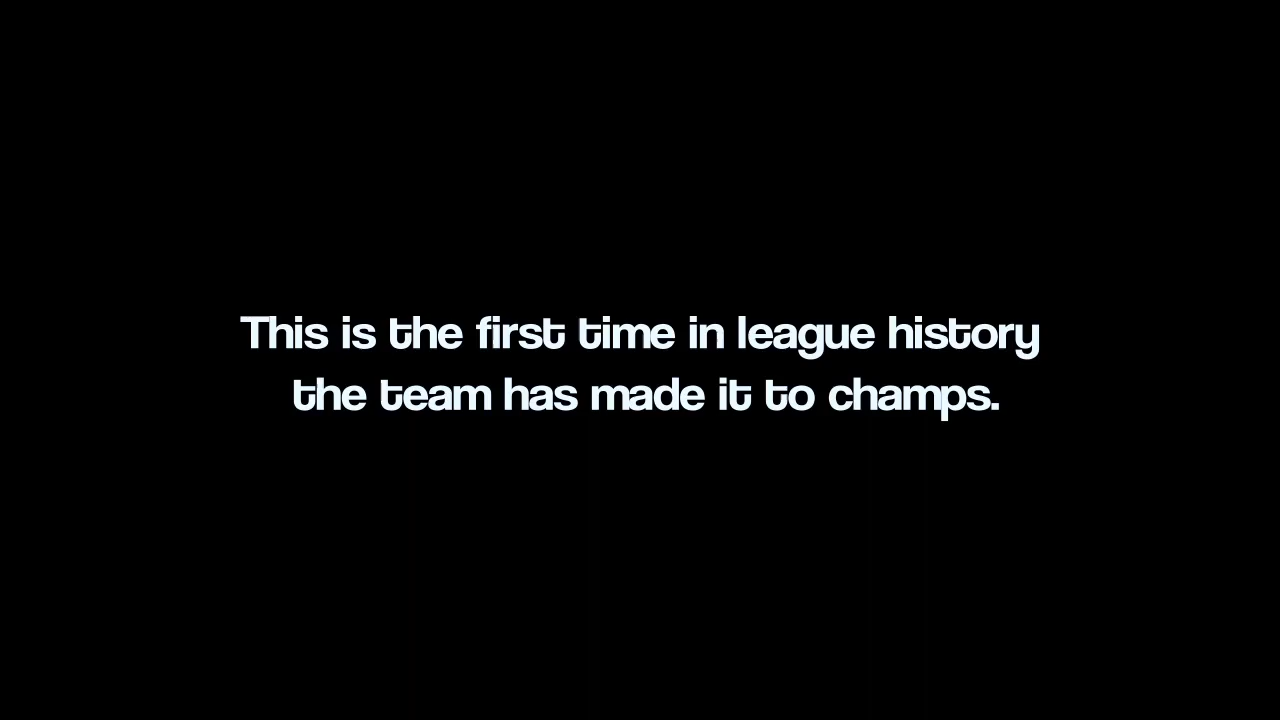 This is the first time in league history
the team has made it to champs.